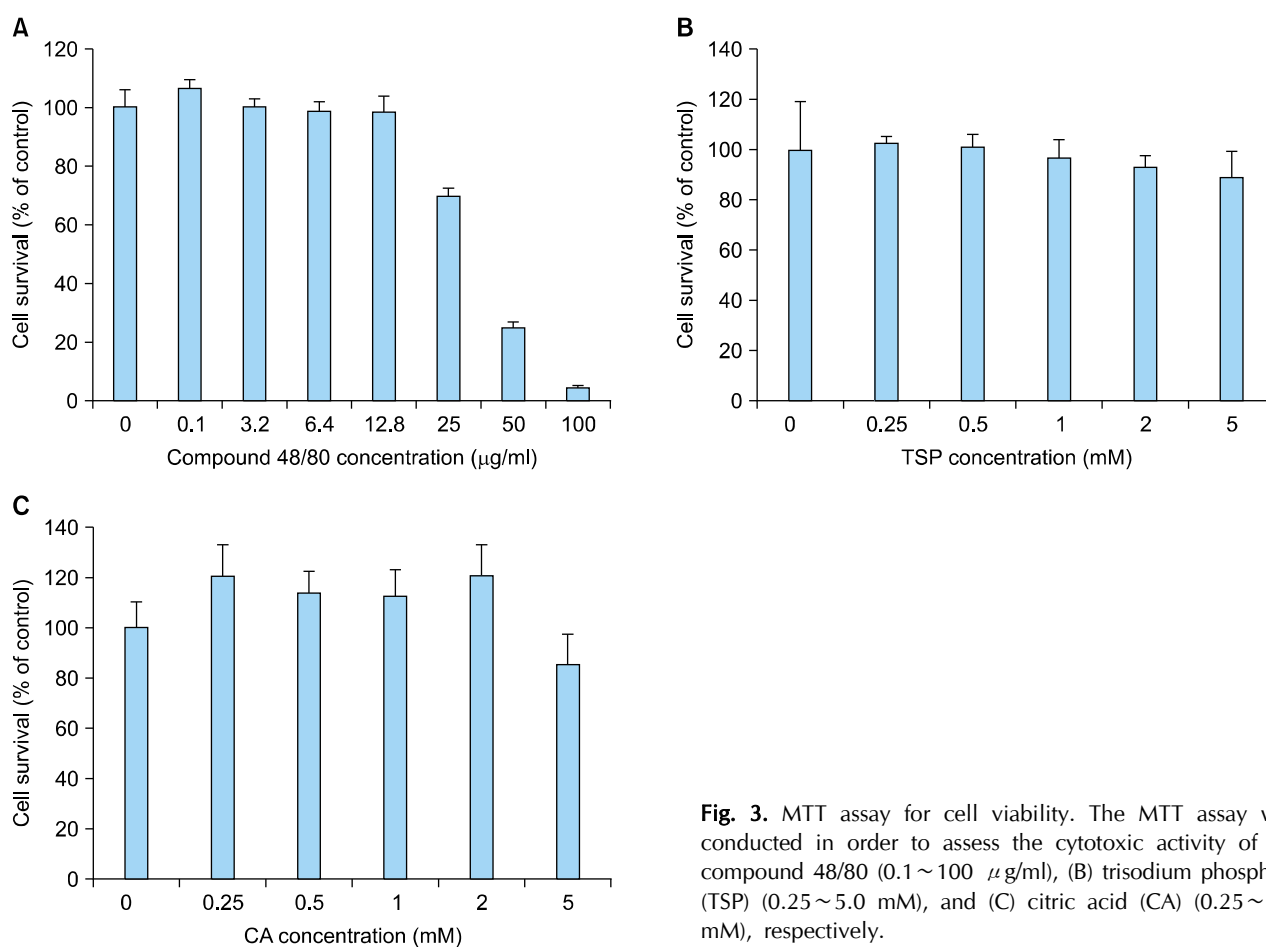 A
120
100
80
60
40
20
0
Cell survival (% of control)
0 0.1 3.2 6.4 12.8 25 50 100
Compound 48/80 concentration (μg/ml)
B
140
120
100
80
60
40
20
0
Cell survival (% of control)
0 0.25 0.5 1 2 5
TSP concentration (mM)
C
140
120
100
80
60
40
20
0
Cell survival (% of control)
0 0.25 0.5 1 2 5
CA concentration (mM)
Fig. 3. MTT assay for cell viability. The MTT assay
conducted in order to assess the cytotoxic activity of
compound 48/80 (0.1~100 μg/ml), (B) trisodium
(TSP) (0.25~5.0 mM), and (C) citric acid (CA) (0.25~
mM), respectively.